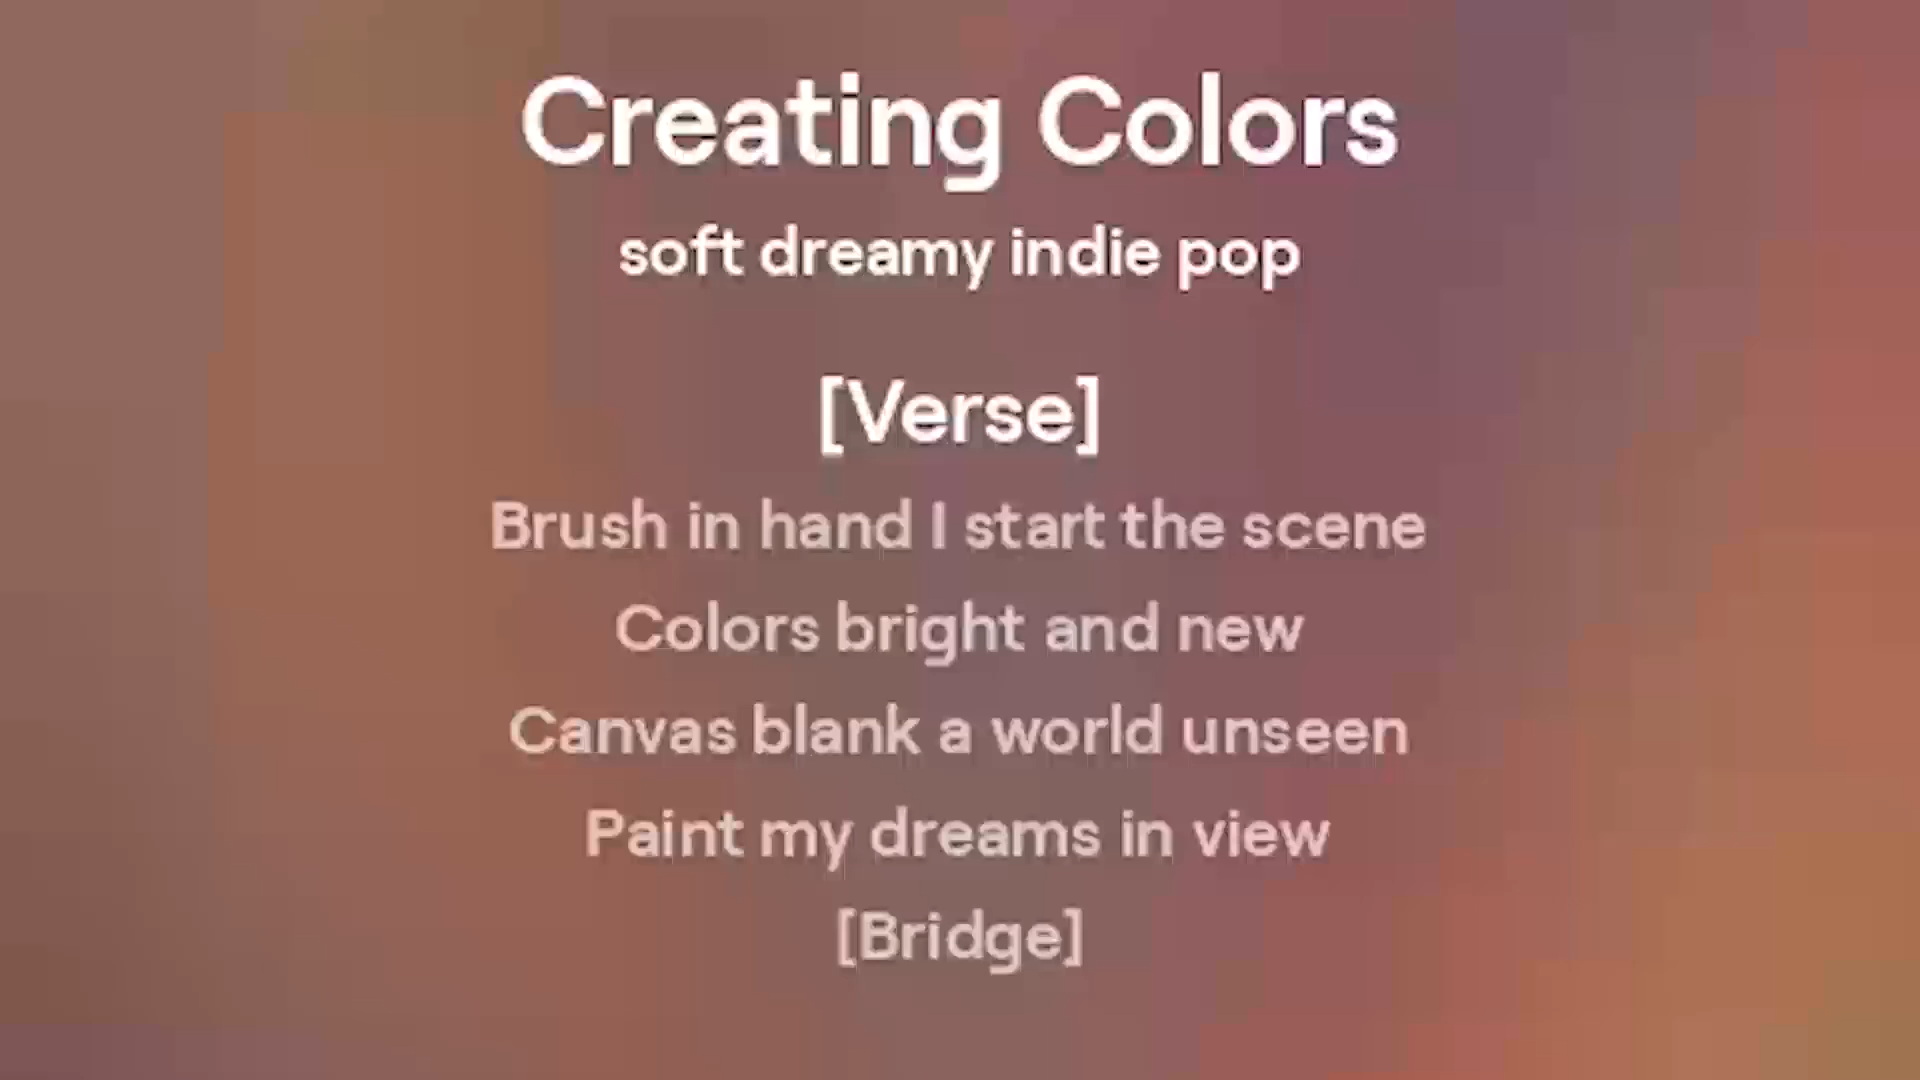 Creating Colors
soft dreamy indie pop
[Verse]
Brush in hand I start the scene
Colors bright and new
Canvas blank a world unseen
Paint my dreams in view
[Bridge]